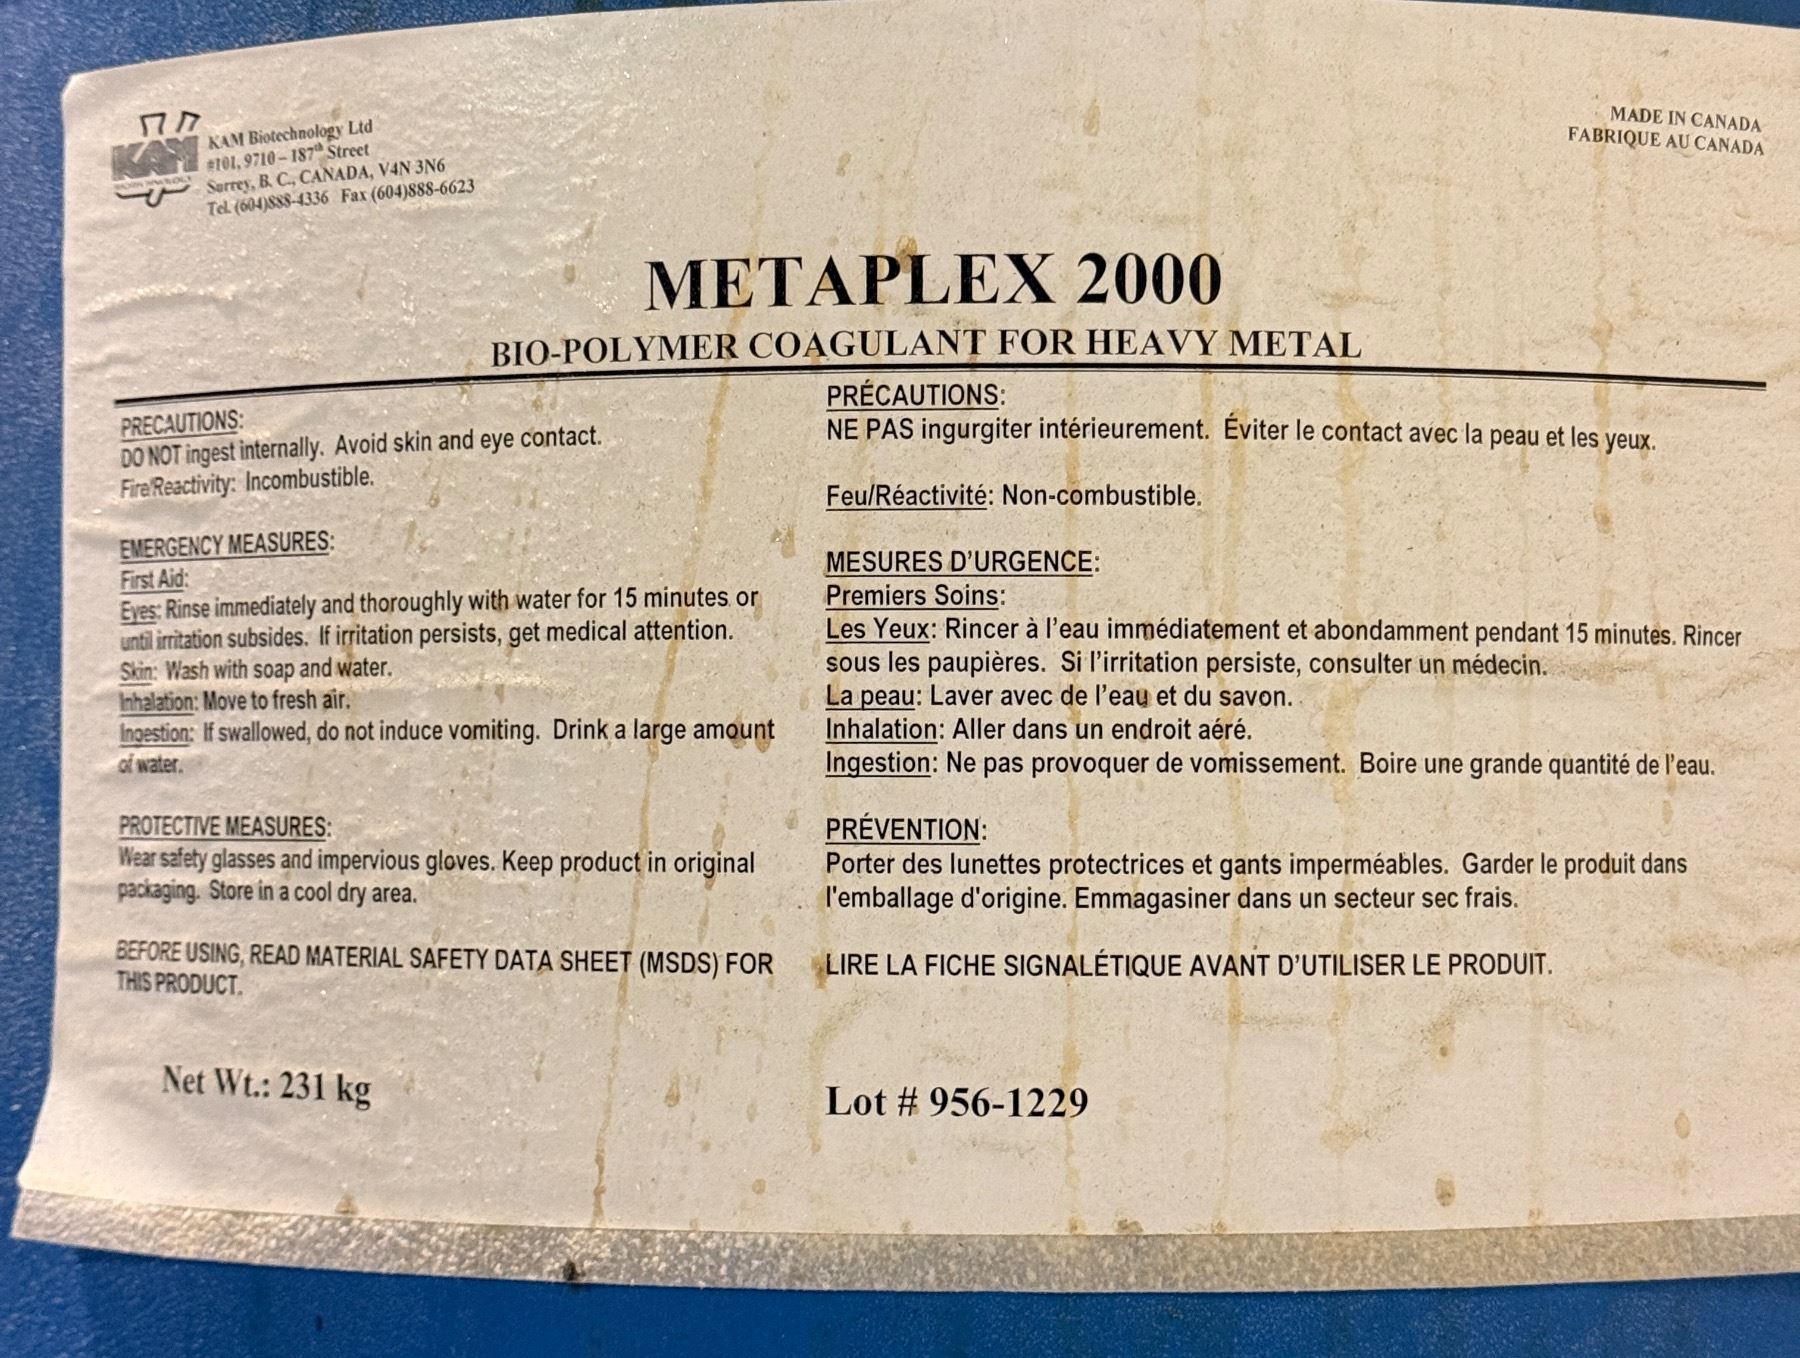 KAM
KAM Biotechnology Ltd
#101, 9710 – 187th Street
Surrey, B. C., CANADA, V4N 3N6
Tel. (604)888-4336 Fax (604)888-6623
MADE IN CANADA
FABRIQUE AU CANADA
METAPLEX 2000
BIO-POLYMER COAGULANT FOR HEAVY METAL
PRECAUTIONS:
DO NOT ingest internally. Avoid skin and eye contact.
Fire/Reactivity: Incombustible.
EMERGENCY MEASURES:
First Aid:
Eyes: Rinse immediately and thoroughly with water for 15 minutes or
until irritation subsides. If irritation persists, get medical attention.
Skin: Wash with soap and water.
Inhalation: Move to fresh air.
Ingestion: If swallowed, do not induce vomiting. Drink a large amount
of water.
PROTECTIVE MEASURES:
Wear safety glasses and impervious gloves. Keep product in original
packaging. Store in a cool dry area.
BEFORE USING, READ MATERIAL SAFETY DATA SHEET (MSDS) FOR
THIS PRODUCT.
Net Wt.: 231 kg
PRÉCAUTIONS:
NE PAS ingurgiter intérieurement. Éviter le contact avec la peau et les yeux.
Feu/Réactivité: Non-combustible.
MESURES D'URGENCE:
Premiers Soins:
Les Yeux: Rincer à l'eau immédiatement et abondamment pendant 15 minutes. Rincer
sous les paupières. Si l'irritation persiste, consulter un médecin.
La peau: Laver avec de l'eau et du savon.
Inhalation: Aller dans un endroit aéré.
Ingestion: Ne pas provoquer de vomissement. Boire une grande quantité de l'eau.
PRÉVENTION:
Porter des lunettes protectrices et gants imperméables. Garder le produit dans
l'emballage d'origine. Emmagasiner dans un secteur sec frais.
LIRE LA FICHE SIGNALÉTIQUE AVANT D'UTILISER LE PRODUIT.
Lot # 956-1229